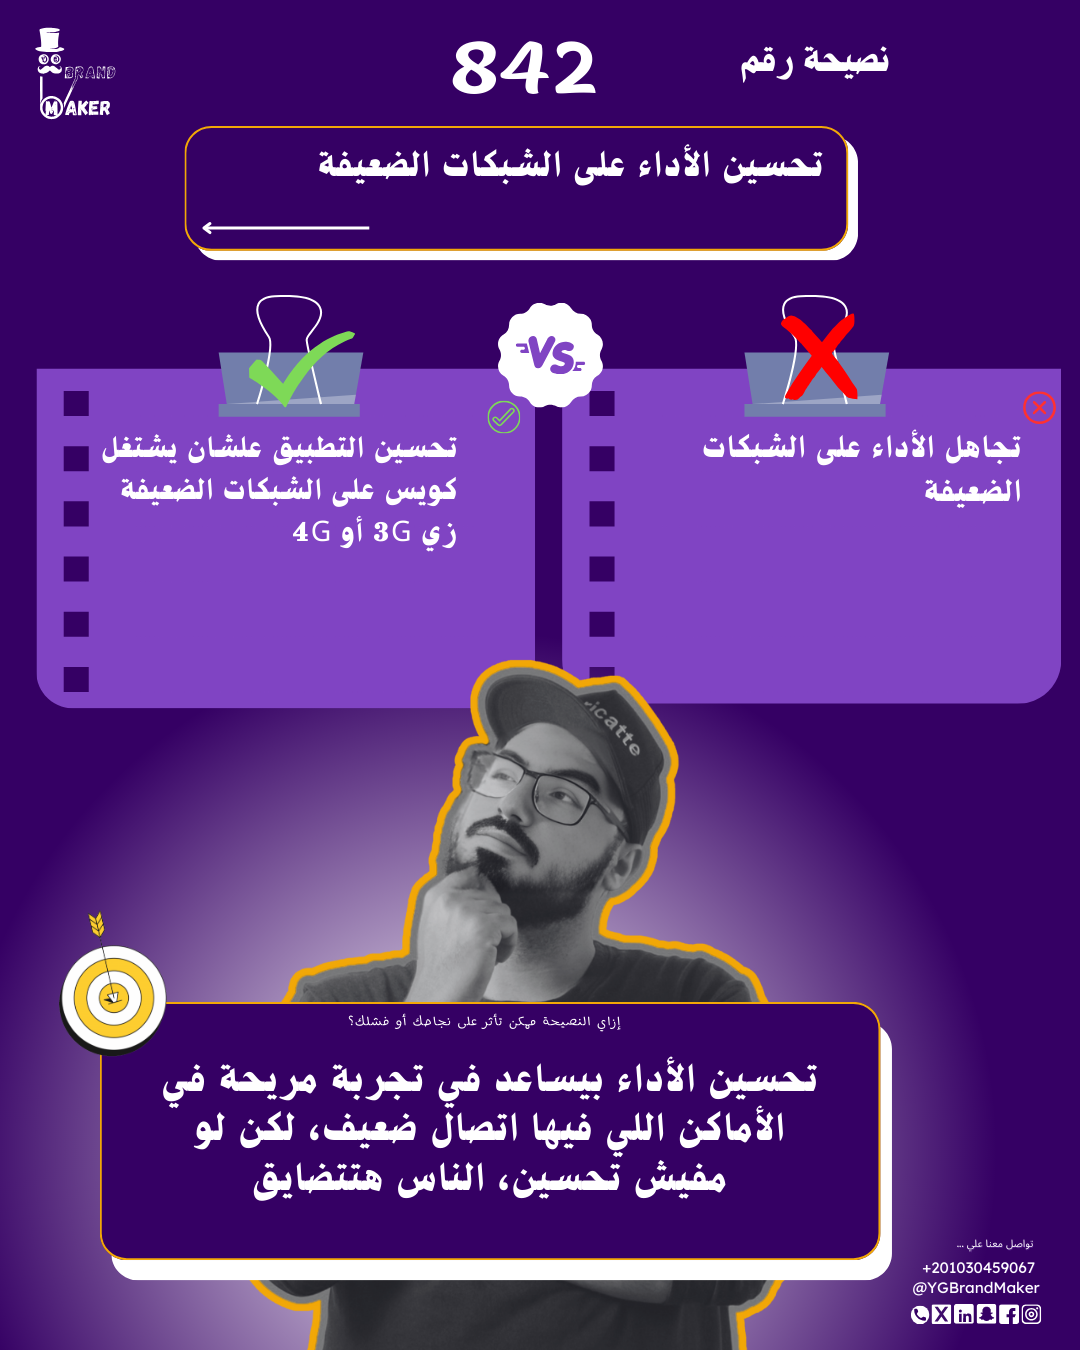 BRAND
MAKER
نصيحة رقم
842
تحسين الأداء على الشبكات الضعيفة
VS
تجاهل الأداء على الشبكات
الضعيفة
تحسين التطبيق علشان يشتغل
كويس على الشبكات الضعيفة
زي 3G أو 4G
icatte
إزاي النصيحة ممكن تأثر على نجاحك أو فشلك؟
تحسين الأداء بيساعد في تجربة مريحة في
الأماكن اللي فيها اتصال ضعيف، لكن لو
مفيش تحسين، الناس هتتضايق
تواصل معنا علي ...
+201030459067
@YGBrandMaker